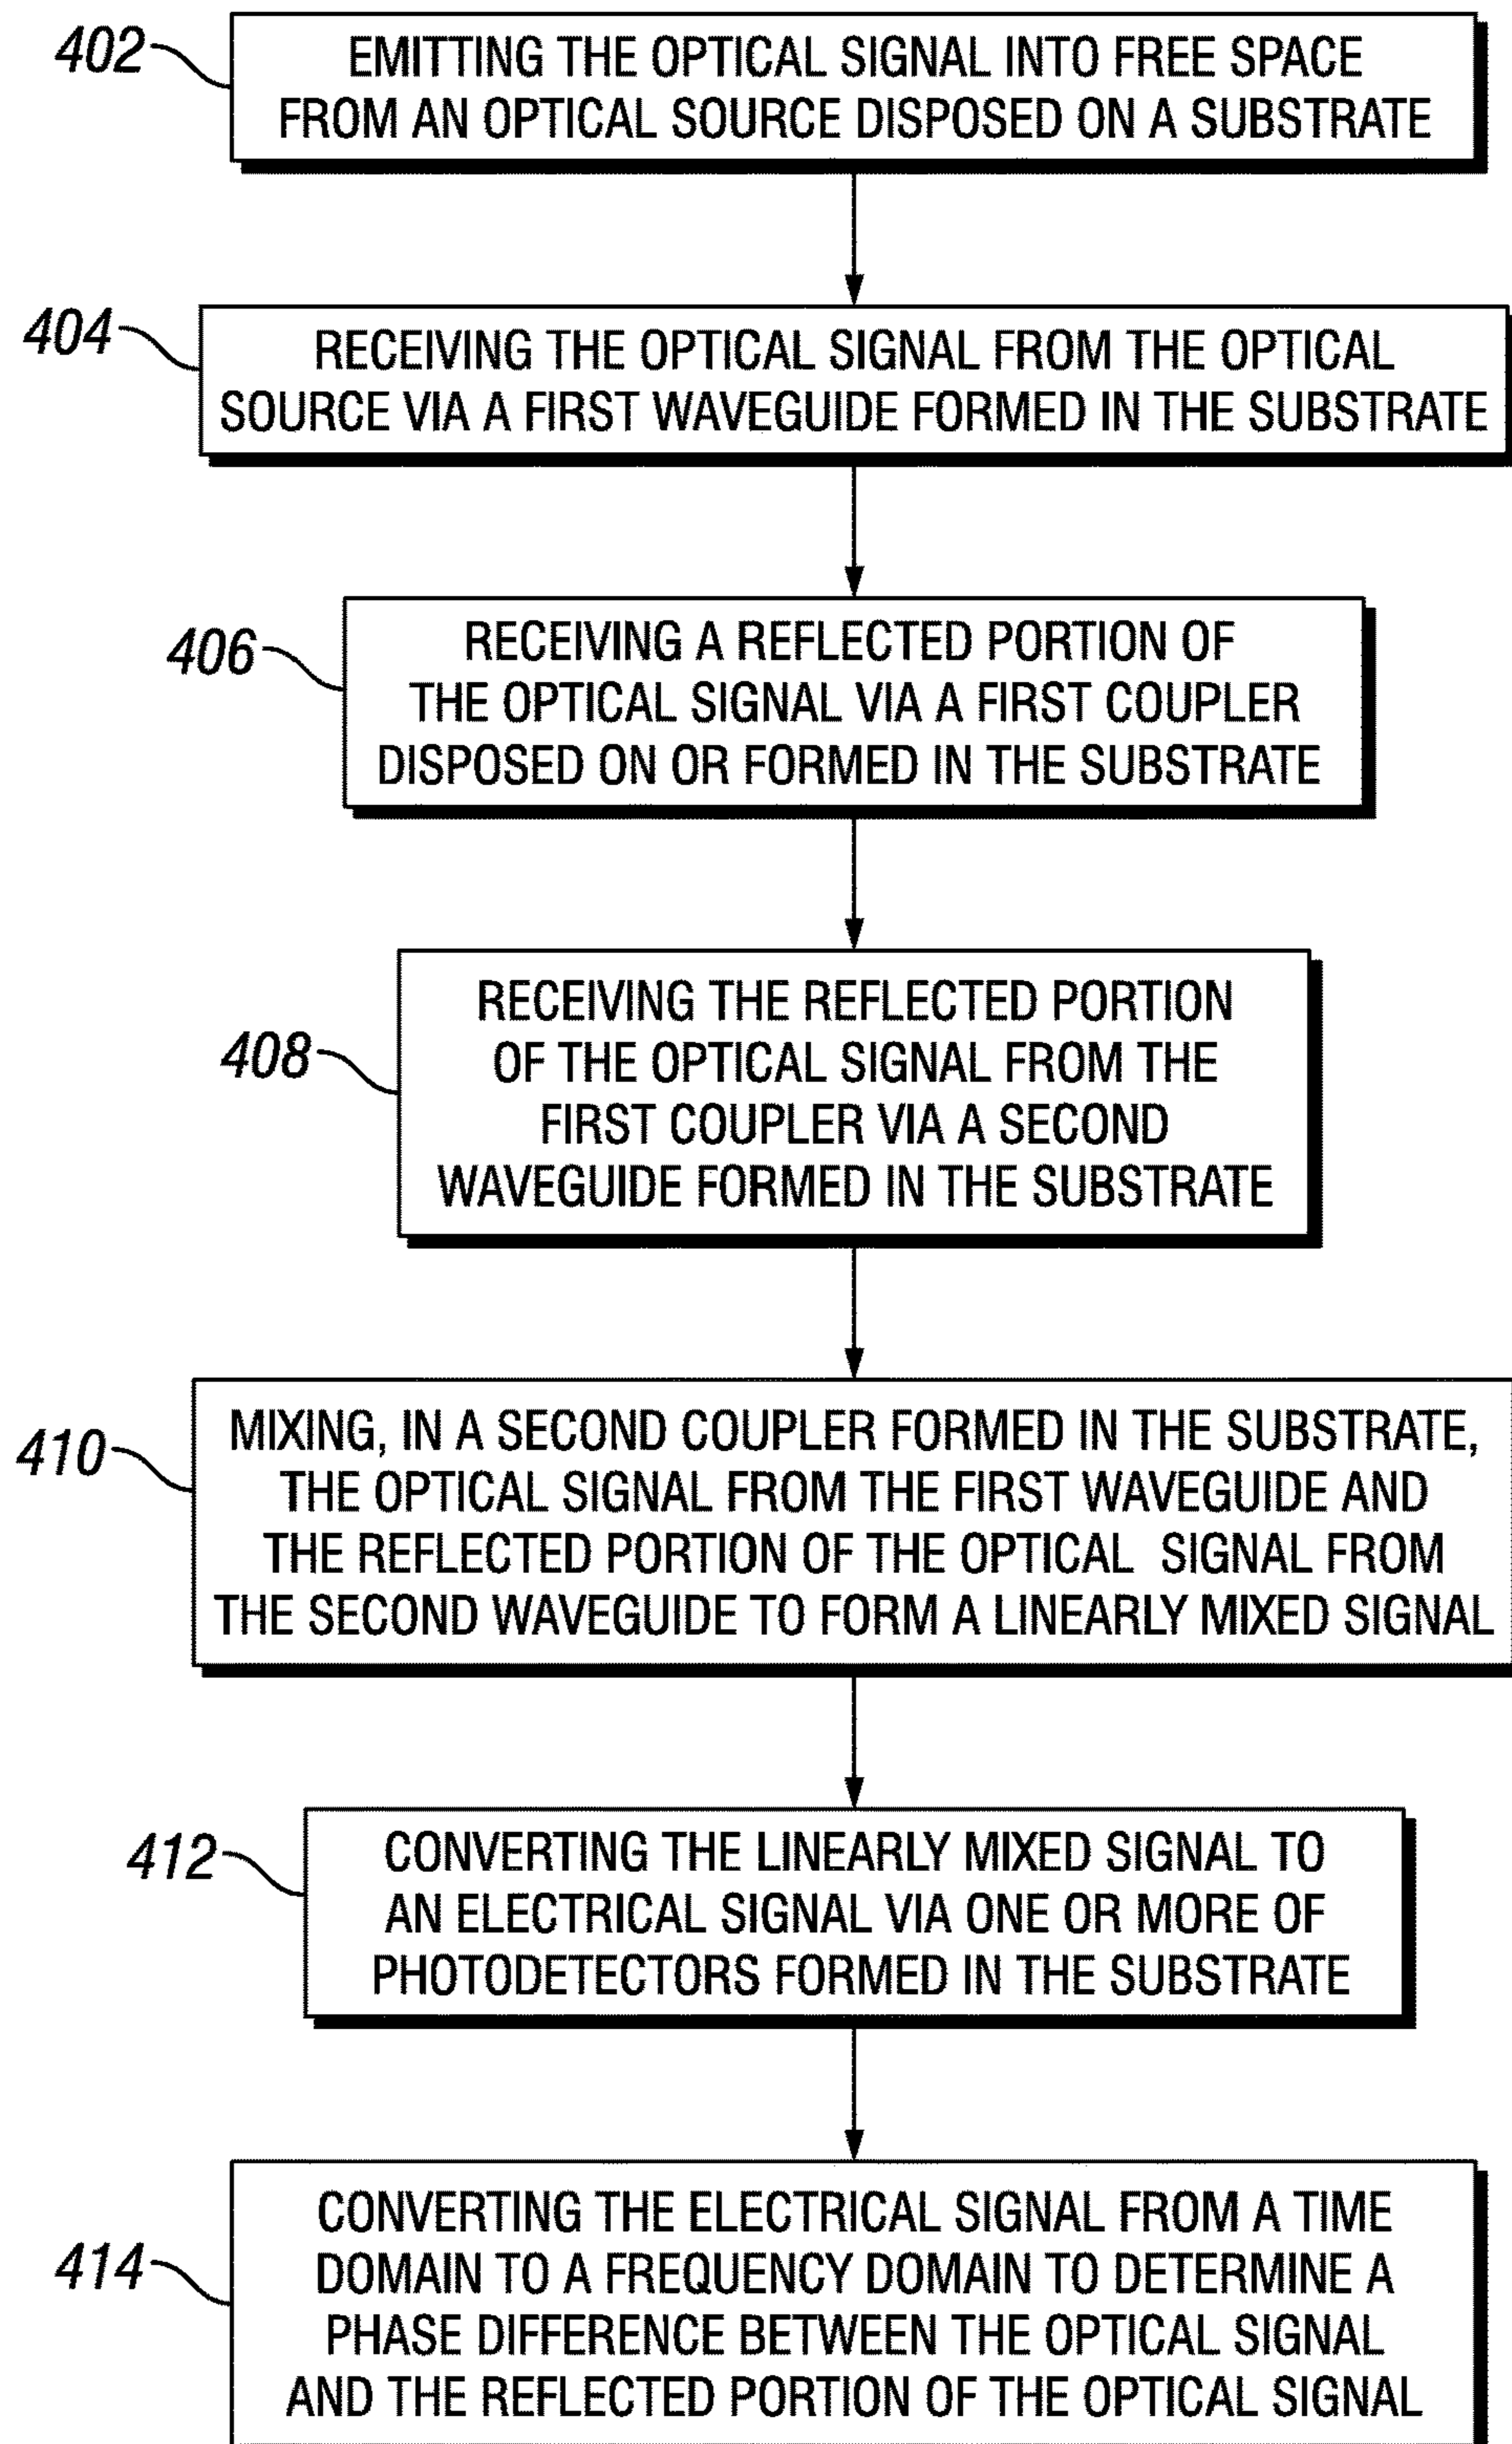 402
EMITTING THE OPTICAL SIGNAL INTO FREE SPACE
FROM AN OPTICAL SOURCE DISPOSED ON A SUBSTRATE
404
RECEIVING THE OPTICAL SIGNAL FROM THE OPTICAL
SOURCE VIA A FIRST WAVEGUIDE FORMED IN THE SUBSTRATE
406
RECEIVING A REFLECTED PORTION OF
THE OPTICAL SIGNAL VIA A FIRST COUPLER
DISPOSED ON OR FORMED IN THE SUBSTRATE
408
RECEIVING THE REFLECTED PORTION
OF THE OPTICAL SIGNAL FROM THE
FIRST COUPLER VIA A SECOND
WAVEGUIDE FORMED IN THE SUBSTRATE
410
MIXING, IN A SECOND COUPLER FORMED IN THE SUBSTRATE,
THE OPTICAL SIGNAL FROM THE FIRST WAVEGUIDE AND
THE REFLECTED PORTION OF THE OPTICAL SIGNAL FROM
THE SECOND WAVEGUIDE TO FORM A LINEARLY MIXED SIGNAL
412
CONVERTING THE LINEARLY MIXED SIGNAL TO
AN ELECTRICAL SIGNAL VIA ONE OR MORE OF
PHOTODETECTORS FORMED IN THE SUBSTRATE
414
CONVERTING THE ELECTRICAL SIGNAL FROM A TIME
DOMAIN TO A FREQUENCY DOMAIN TO DETERMINE A
PHASE DIFFERENCE BETWEEN THE OPTICAL SIGNAL
AND THE REFLECTED PORTION OF THE OPTICAL SIGNAL